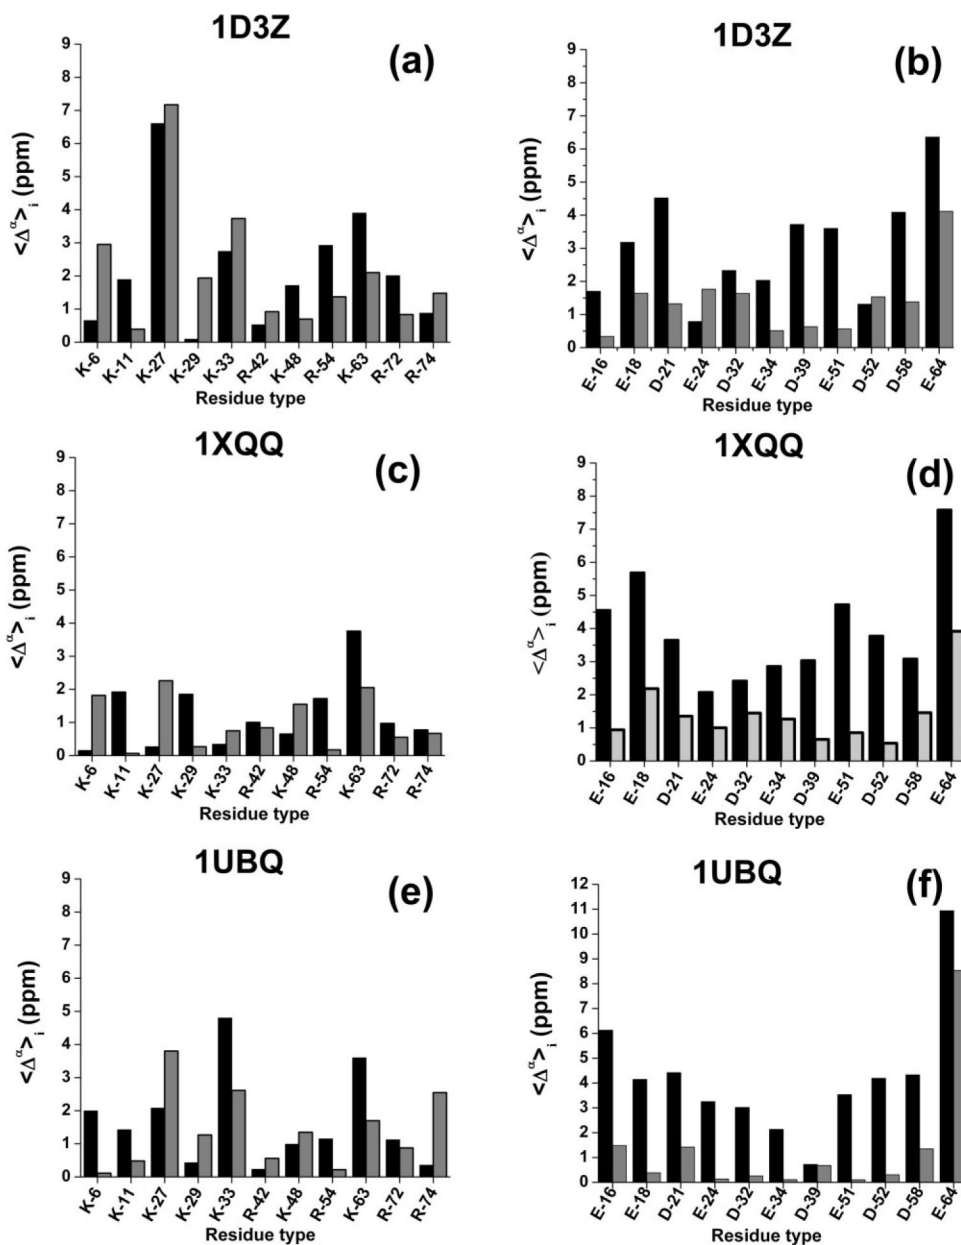 1D3Z
(a)
<Δα>i (ppm)
9
8
7
6
5
4
3
2
1
0
K-6 K-11 K-27 K-29 K-33 R-42 K-48 R-54 K-63 R-72 R-74
Residue type
1D3Z
(b)
<Δα>i (ppm)
9
8
7
6
5
4
3
2
1
0
E-16 E-18 D-21 E-24 D-32 E-34 D-39 E-51 D-52 D-58 E-64
Residue type
1XQQ
(c)
<Δα>i (ppm)
9
8
7
6
5
4
3
2
1
0
K-6 K-11 K-27 K-29 K-33 R-42 K-48 R-54 K-63 R-72 R-74
Residue type
1XQQ
(d)
<Δα>i (ppm)
9
8
7
6
5
4
3
2
1
0
E-16 E-18 D-21 E-24 D-32 E-34 D-39 E-51 D-52 D-58 E-64
Residue type
1UBQ
(e)
<Δα>i (ppm)
9
8
7
6
5
4
3
2
1
0
K-6 K-11 K-27 K-29 K-33 R-42 K-48 R-54 K-63 R-72 R-74
Residue type
1UBQ
(f)
<Δα>i (ppm)
12
11
10
9
8
7
6
5
4
3
2
1
0
E-16 E-18 D-21 E-24 D-32 E-34 D-39 E-51 D-52 D-58 E-64
Residue type